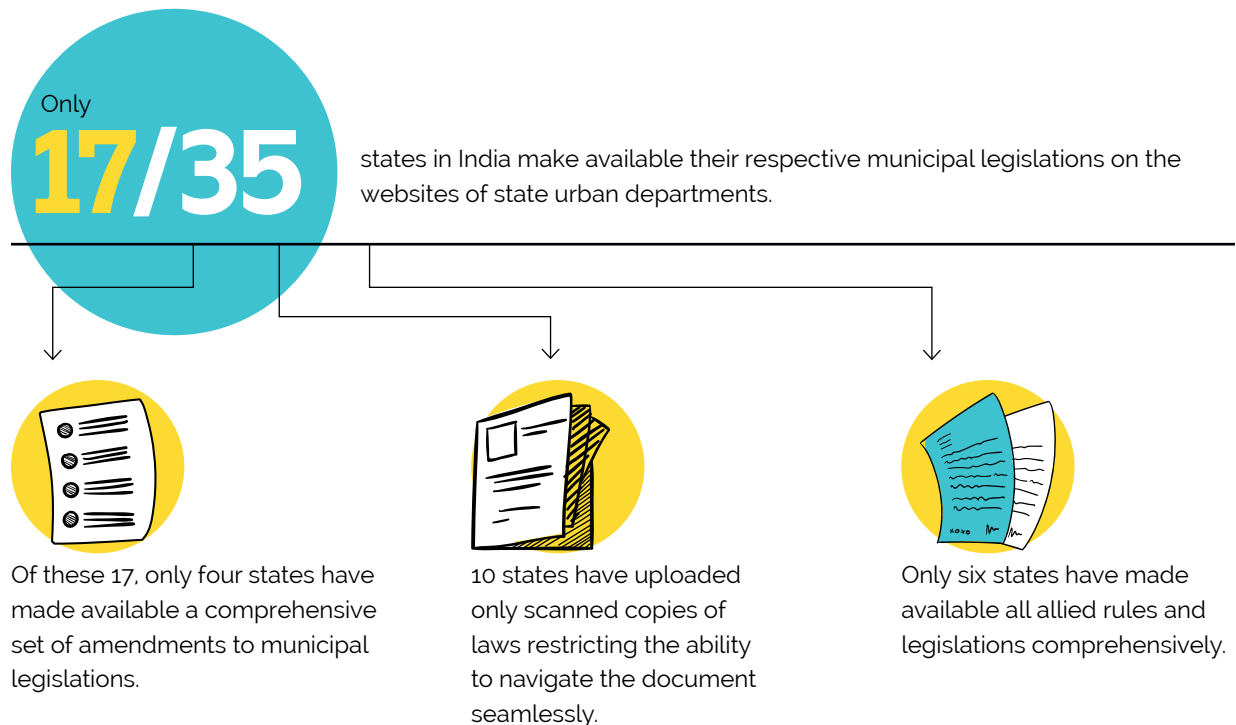 Only
17/35
states in India make available their respective municipal legislations on the
websites of state urban departments.
Of these 17, only four states have
made available a comprehensive
set of amendments to municipal
legislations.
10 states have uploaded
only scanned copies of
laws restricting the ability
to navigate the document
seamlessly.
xoxo
Only six states have made
available all allied rules and
legislations comprehensively.